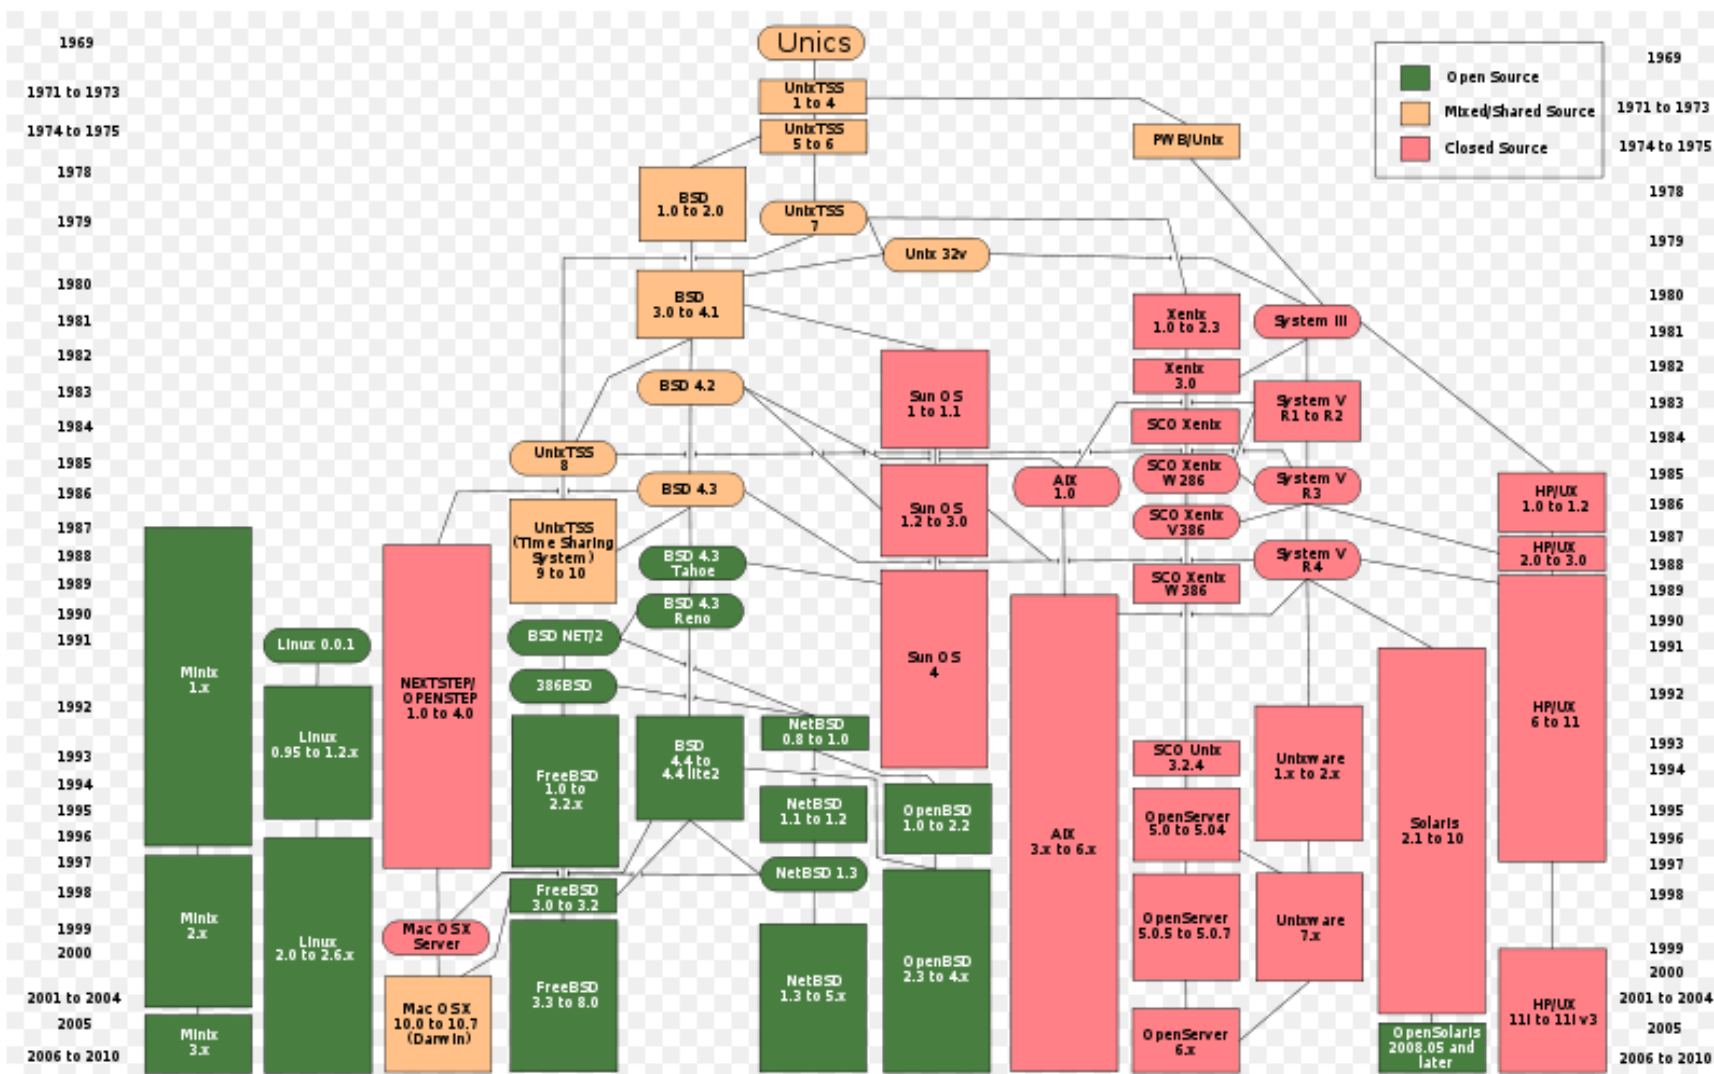 Unics
1969
1969
Open Source
1971 to 1973
UnixTSS
1 to 4
1971 to 1973
Mixed/Shared Source
1974 to 1975
UnixTSS
5 to 6
PWB/Unix
Closed Source
1974 to 1975
1978
1978
BSD
1.0 to 2.0
UnixTSS
7
1979
1979
Unix 32v
1980
1980
BSD
3.0 to 4.1
Xenix
1.0 to 2.3
System III
1981
1981
1982
1982
Xenix
3.0
BSD 4.2
1983
1983
Sun OS
1 to 1.1
System V
R1 to R2
SCO Xenix
1984
1984
UnixTSS
8
1985
1985
SCO Xenix
W286
AIX
1.0
System V
R3
BSD 4.3
1986
1986
HP/UX
1.0 to 1.2
Sun OS
1.2 to 3.0
SCO Xenix
V386
1987
1987
UnixTSS
(Time Sharing
System)
9 to 10
BSD 4.3
Tahoe
System V
R4
HP/UX
2.0 to 3.0
1988
1988
SCO Xenix
W386
1989
1989
BSD 4.3
Reno
1990
1990
BSD NET/2
Linux 0.0.1
1991
1991
Minix
1.x
Sun OS
4
386BSD
NEXTSTEP/
OPENSTEP
1.0 to 4.0
1992
1992
HP/UX
6 to 11
NetBSD
0.8 to 1.0
Linux
0.95 to 1.2.x
BSD
4.4 to
4.4 lite2
1993
1993
SCO Unix
3.2.4
Unixware
1.x to 2.x
1994
1994
FreeBSD
1.0 to
2.2.x
NetBSD
1.1 to 1.2
OpenBSD
1.0 to 2.2
1995
1995
OpenServer
5.0 to 5.04
Solaris
2.1 to 10
AIX
3.x to 6.x
1996
1996
1997
1997
NetBSD 1.3
1998
1998
FreeBSD
3.0 to 3.2
Minix
2.x
OpenServer
5.0.5 to 5.0.7
Unixware
7.x
1999
1999
Mac OSX
Server
Linux
2.0 to 2.6.x
2000
2000
OpenBSD
2.3 to 4.x
FreeBSD
3.3 to 8.0
NetBSD
1.3 to 5.x
2001 to 2004
2001 to 2004
Mac OSX
10.0 to 10.7
(Darwin)
HP/UX
11i to 11i v3
2005
2005
Minix
3.x
OpenServer
6.x
OpenSolaris
2008.05 and
later
2006 to 2010
2006 to 2010